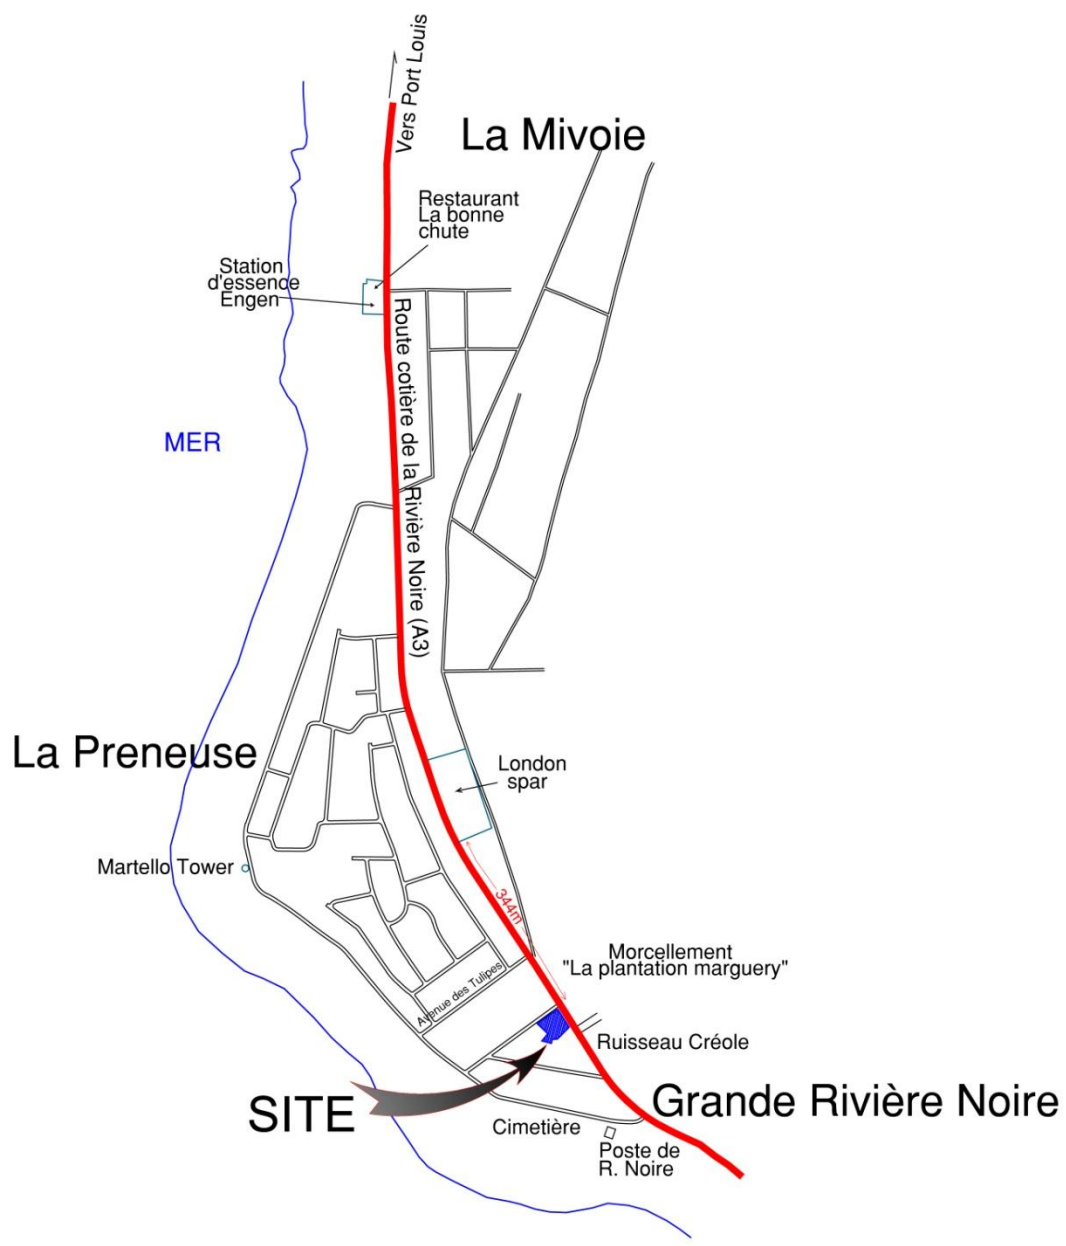 Vers Port Louis
La Mivoie
Restaurant
La bonne
chute
Station
d'essence
Engen
Route cotière de la Rivière Noire (A3)
MER
La Preneuse
London
spar
Martello Tower
344m
Morcellement
"La plantation marguery"
Avenue des Tulipes
Ruisseau Créole
SITE
Grande Rivière Noire
Cimetière
Poste de
R. Noire